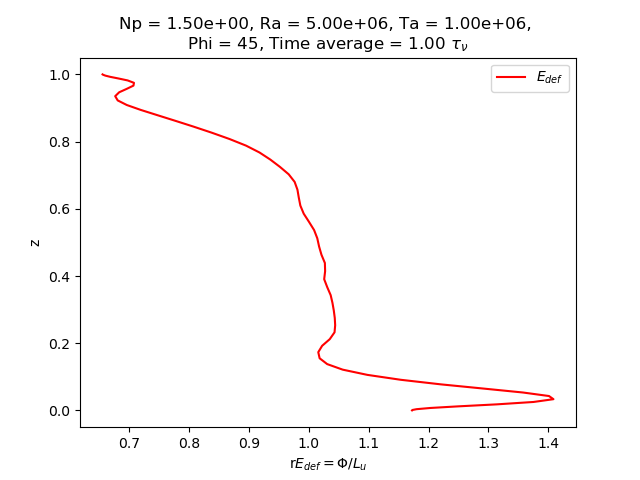 Np = 1.50e+00, Ra = 5.00e+06, Ta = 1.00e+06,
Phi = 45, Time average = 1.00 τ_ν
E_def
1.0
0.8
0.6
0.4
0.2
0.0
z
0.7 0.8 0.9 1.0 1.1 1.2 1.3 1.4
rE_def = Φ/L_u